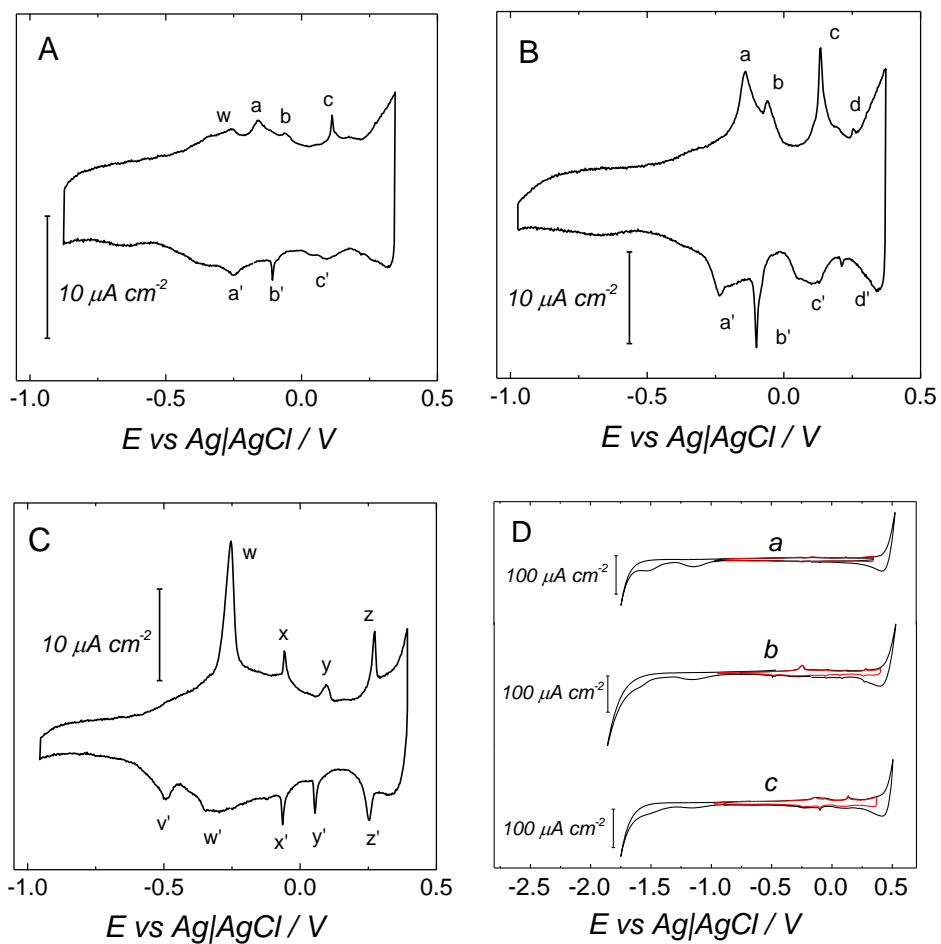 A
w
a
b
c
a'
b'
c'
10 μA cm-2
-1.0
-0.5
0.0
0.5
E vs Ag|AgCl / V
B
a
b
c
d
a'
b'
c'
d'
10 μA cm-2
-1.0
-0.5
0.0
0.5
E vs Ag|AgCl / V
C
w
x
y
z
v'
w'
x'
y'
z'
10 μA cm-2
-1.0
-0.5
0.0
0.5
E vs Ag|AgCl / V
D
a
100 μA cm-2
b
100 μA cm-2
c
100 μA cm-2
-2.5 -2.0 -1.5 -1.0 -0.5 0.0 0.5
E vs Ag|AgCl / V